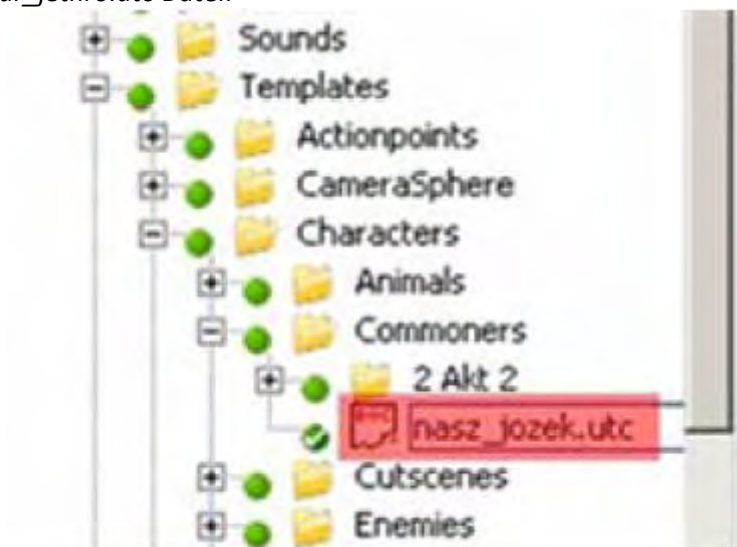 Sounds
Templates
Actionpoints
CameraSphere
Characters
Animals
Commoners
2 Akt 2
nasz_jozek.utc
Cutscenes
Enemies